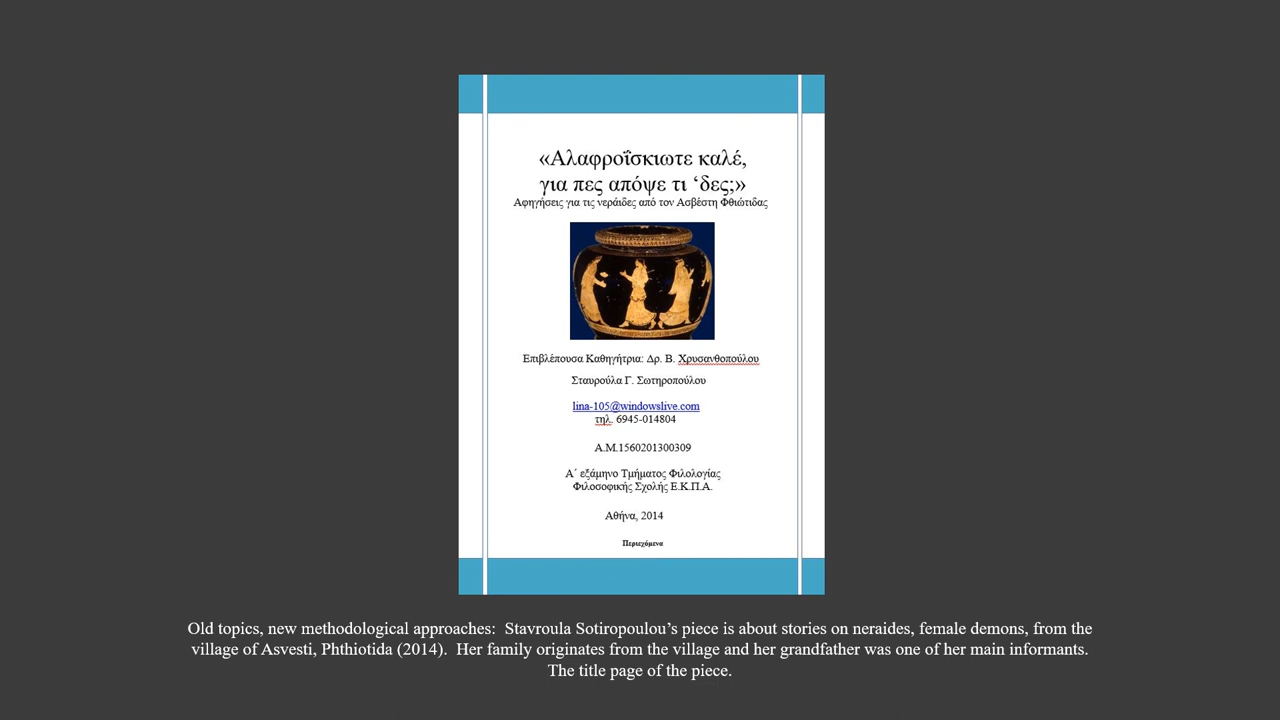 «Αλαφροΐσκιωτε καλέ,
για πες απόψε τι ‘δες;»
Αφηγήσεις για τις νεράιδες από τον Ασβέστη Φθιώτιδας
Επιβλέπουσα Καθηγήτρια: Δρ. Β. Χρυσανθοπούλου
Σταυρούλα Γ. Σωτηροπούλου
lina-105@windowslive.com
τηλ. 6945-014804
Α.Μ.1560201300309
Α΄ εξάμηνο Τμήματος Φιλολογίας
Φιλοσοφικής Σχολής Ε.Κ.Π.Α.
Αθήνα, 2014
Περιεχόμενα
Old topics, new methodological approaches:  Stavroula Sotiropoulou’s piece is about stories on neraides, female demons, from the
village of Asvesti, Phthiotida (2014).  Her family originates from the village and her grandfather was one of her main informants.
The title page of the piece.